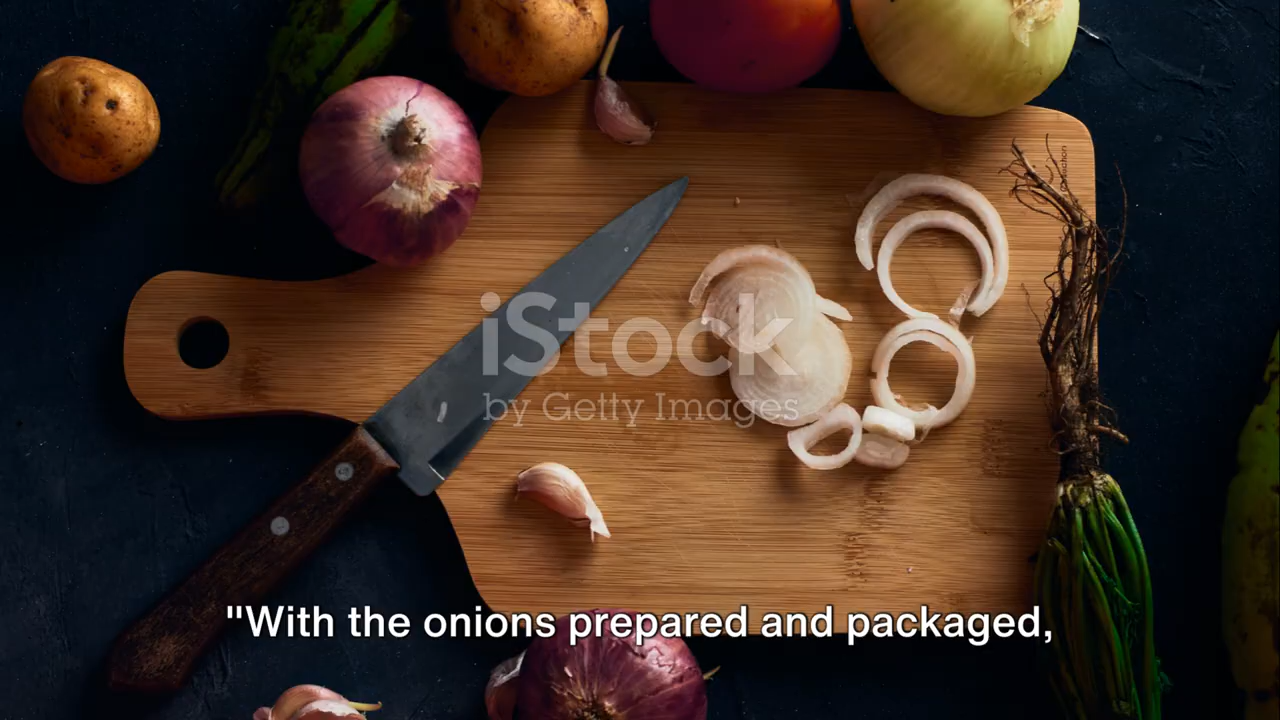 iStock
by Getty Images
"With the onions prepared and packaged,